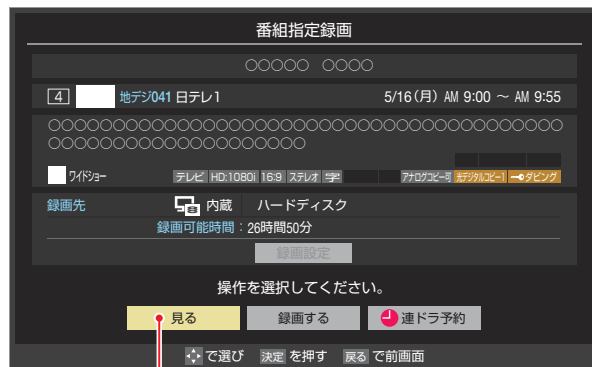 番組指定録画
○○○○○ ○○○○
4 地デジ041 日テレ1 5/16(月) AM 9:00 ～ AM 9:55
○○○○○○○○○○○○○○○○○○○○○○○○○○○○○○○○
○○○○○○○○○○○○○○○○
ワイドショー テレビ HD:1080i 16:9 ステレオ 字 アナログコピー可 光デジタルコピー1 ダビング
録画先 内蔵 ハードディスク
録画可能時間：26時間50分
録画設定
操作を選択してください。
見る 録画する 連ドラ予約
で選び 決定 を押す 戻る で前画面